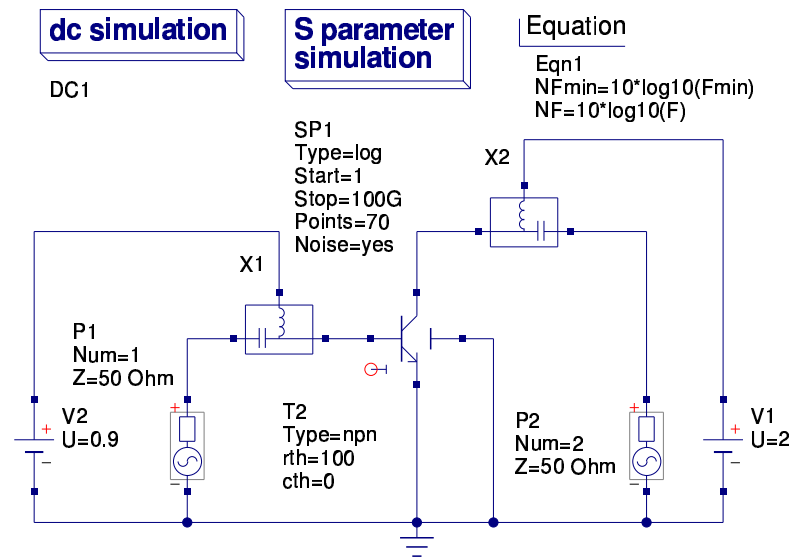 dc simulation
S parameter
simulation
Equation
DC1
Eqn1
NFmin=10*log10(Fmin)
NF=10*log10(F)
SP1
Type=log
Start=1
Stop=100G
Points=70
Noise=yes
X2
X1
P1
Num=1
Z=50 Ohm
V2
U=0.9
T2
Type=npn
rth=100
cth=0
P2
Num=2
Z=50 Ohm
V1
U=2